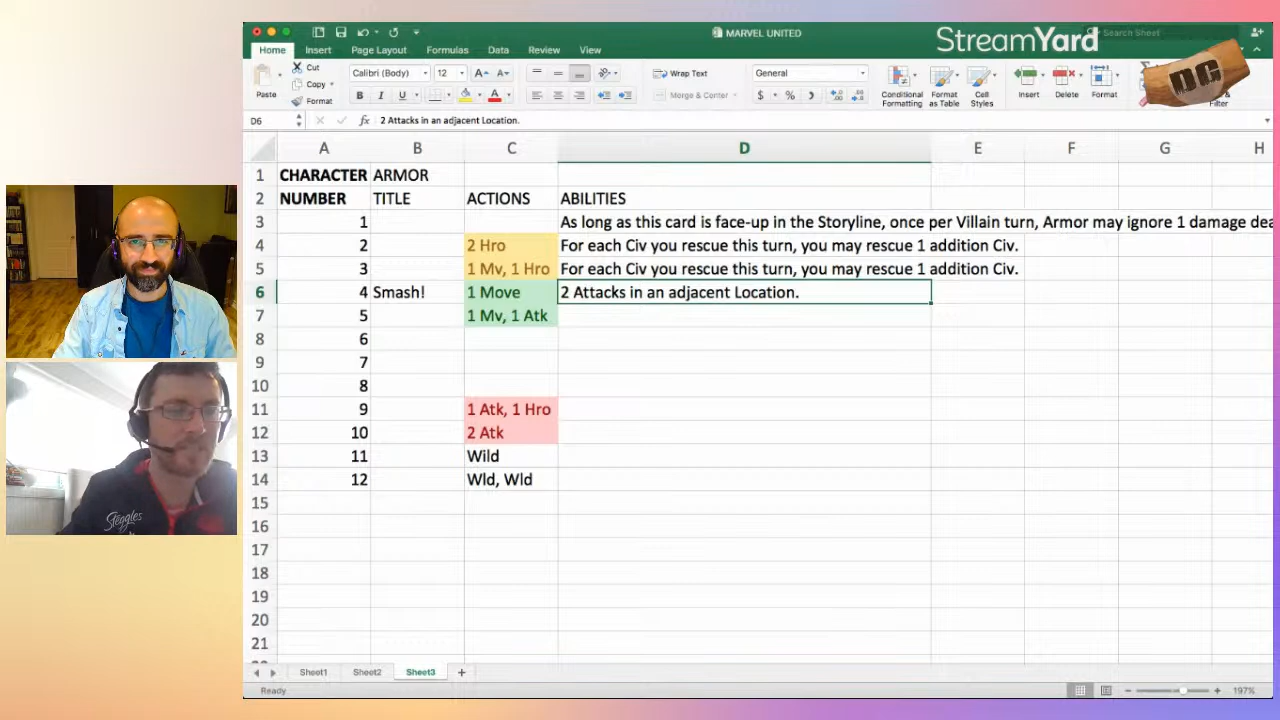 MARVEL UNITED
StreamYard
Search Sheet
DG
Home Insert Page Layout Formulas Data Review View
Paste
Cut
Copy
Format
Calibri (Body) 12
B I U
Wrap Text
Merge & Center
General
$ % )
Conditional Formatting
Format as Table
Cell Styles
Insert Delete Format
Filter
D6 fx 2 Attacks in an adjacent Location.
A B C D E F G H
1 CHARACTER ARMOR
2 NUMBER TITLE ACTIONS ABILITIES
3 1 As long as this card is face-up in the Storyline, once per Villain turn, Armor may ignore 1 damage dea
4 2 2 Hro For each Civ you rescue this turn, you may rescue 1 addition Civ.
5 3 1 Mv, 1 Hro For each Civ you rescue this turn, you may rescue 1 addition Civ.
6 4 Smash! 1 Move 2 Attacks in an adjacent Location.
7 5 1 Mv, 1 Atk
8 6
9 7
10 8
11 9 1 Atk, 1 Hro
12 10 2 Atk
13 11 Wild
14 12 Wld, Wld
15
16
17
18
19
20
21
Steggles
Sheet1 Sheet2 Sheet3 +
Ready
197%